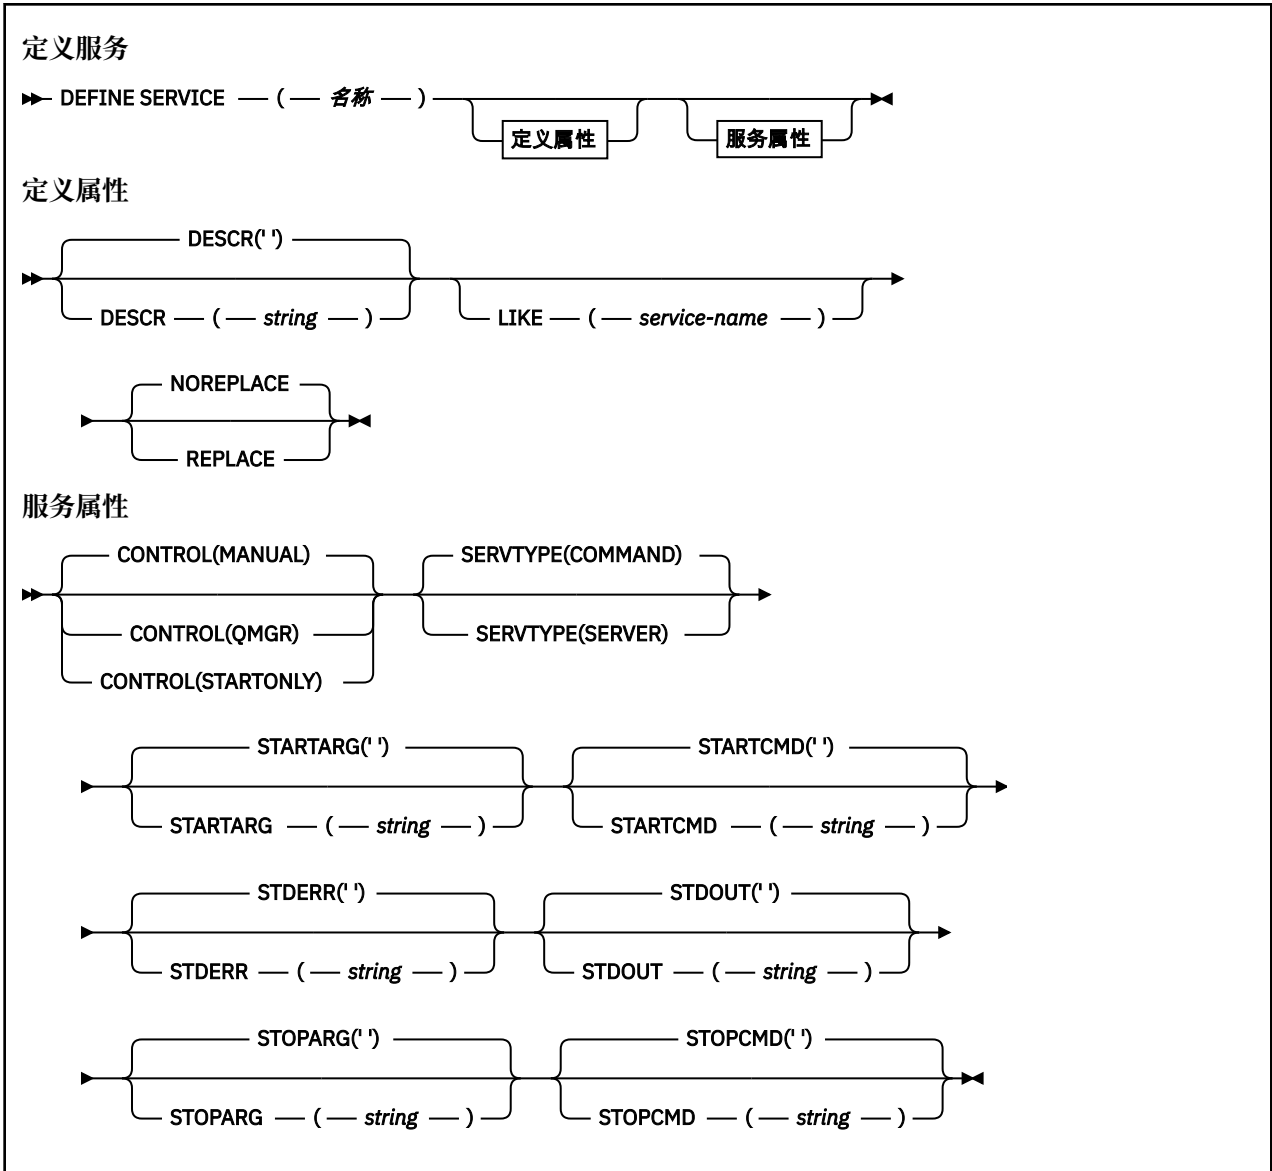 定义服务
DEFINE SERVICE ( 名称 )
定义属性 服务属性
定义属性
DESCR(' ')
DESCR ( string ) LIKE ( service-name )
NOREPLACE
REPLACE
服务属性
CONTROL(MANUAL) SERVTYPE(COMMAND)
CONTROL(QMGR) SERVTYPE(SERVER)
CONTROL(STARTONLY)
STARTARG(' ') STARTCMD(' ')
STARTARG ( string ) STARTCMD ( string )
STDERR(' ') STDOUT(' ')
STDERR ( string ) STDOUT ( string )
STOPARG(' ') STOPCMD(' ')
STOPARG ( string ) STOPCMD ( string )